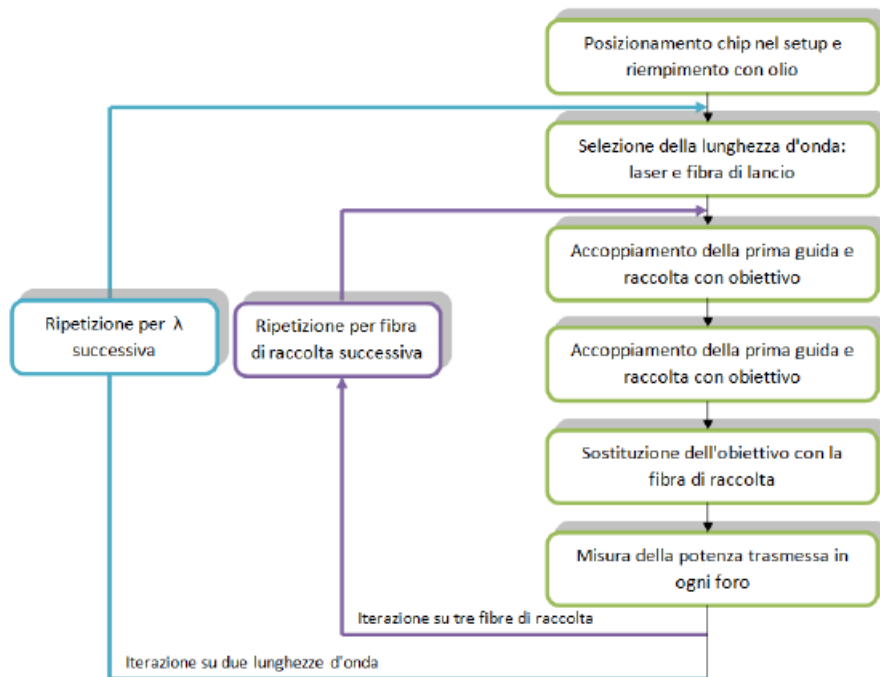 Posizionamento chip nel setup e
riempimento con olio
Selezione della lunghezza d'onda:
laser e fibra di lancio
Accoppiamento della prima guida e
raccolta con obiettivo
Ripetizione per λ
successiva
Ripetizione per fibra
di raccolta successiva
Accoppiamento della prima guida e
raccolta con obiettivo
Sostituzione dell'obiettivo con la
fibra di raccolta
Misura della potenza trasmessa in
ogni foro
Iterazione su tre fibre di raccolta
Iterazione su due lunghezze d'onda